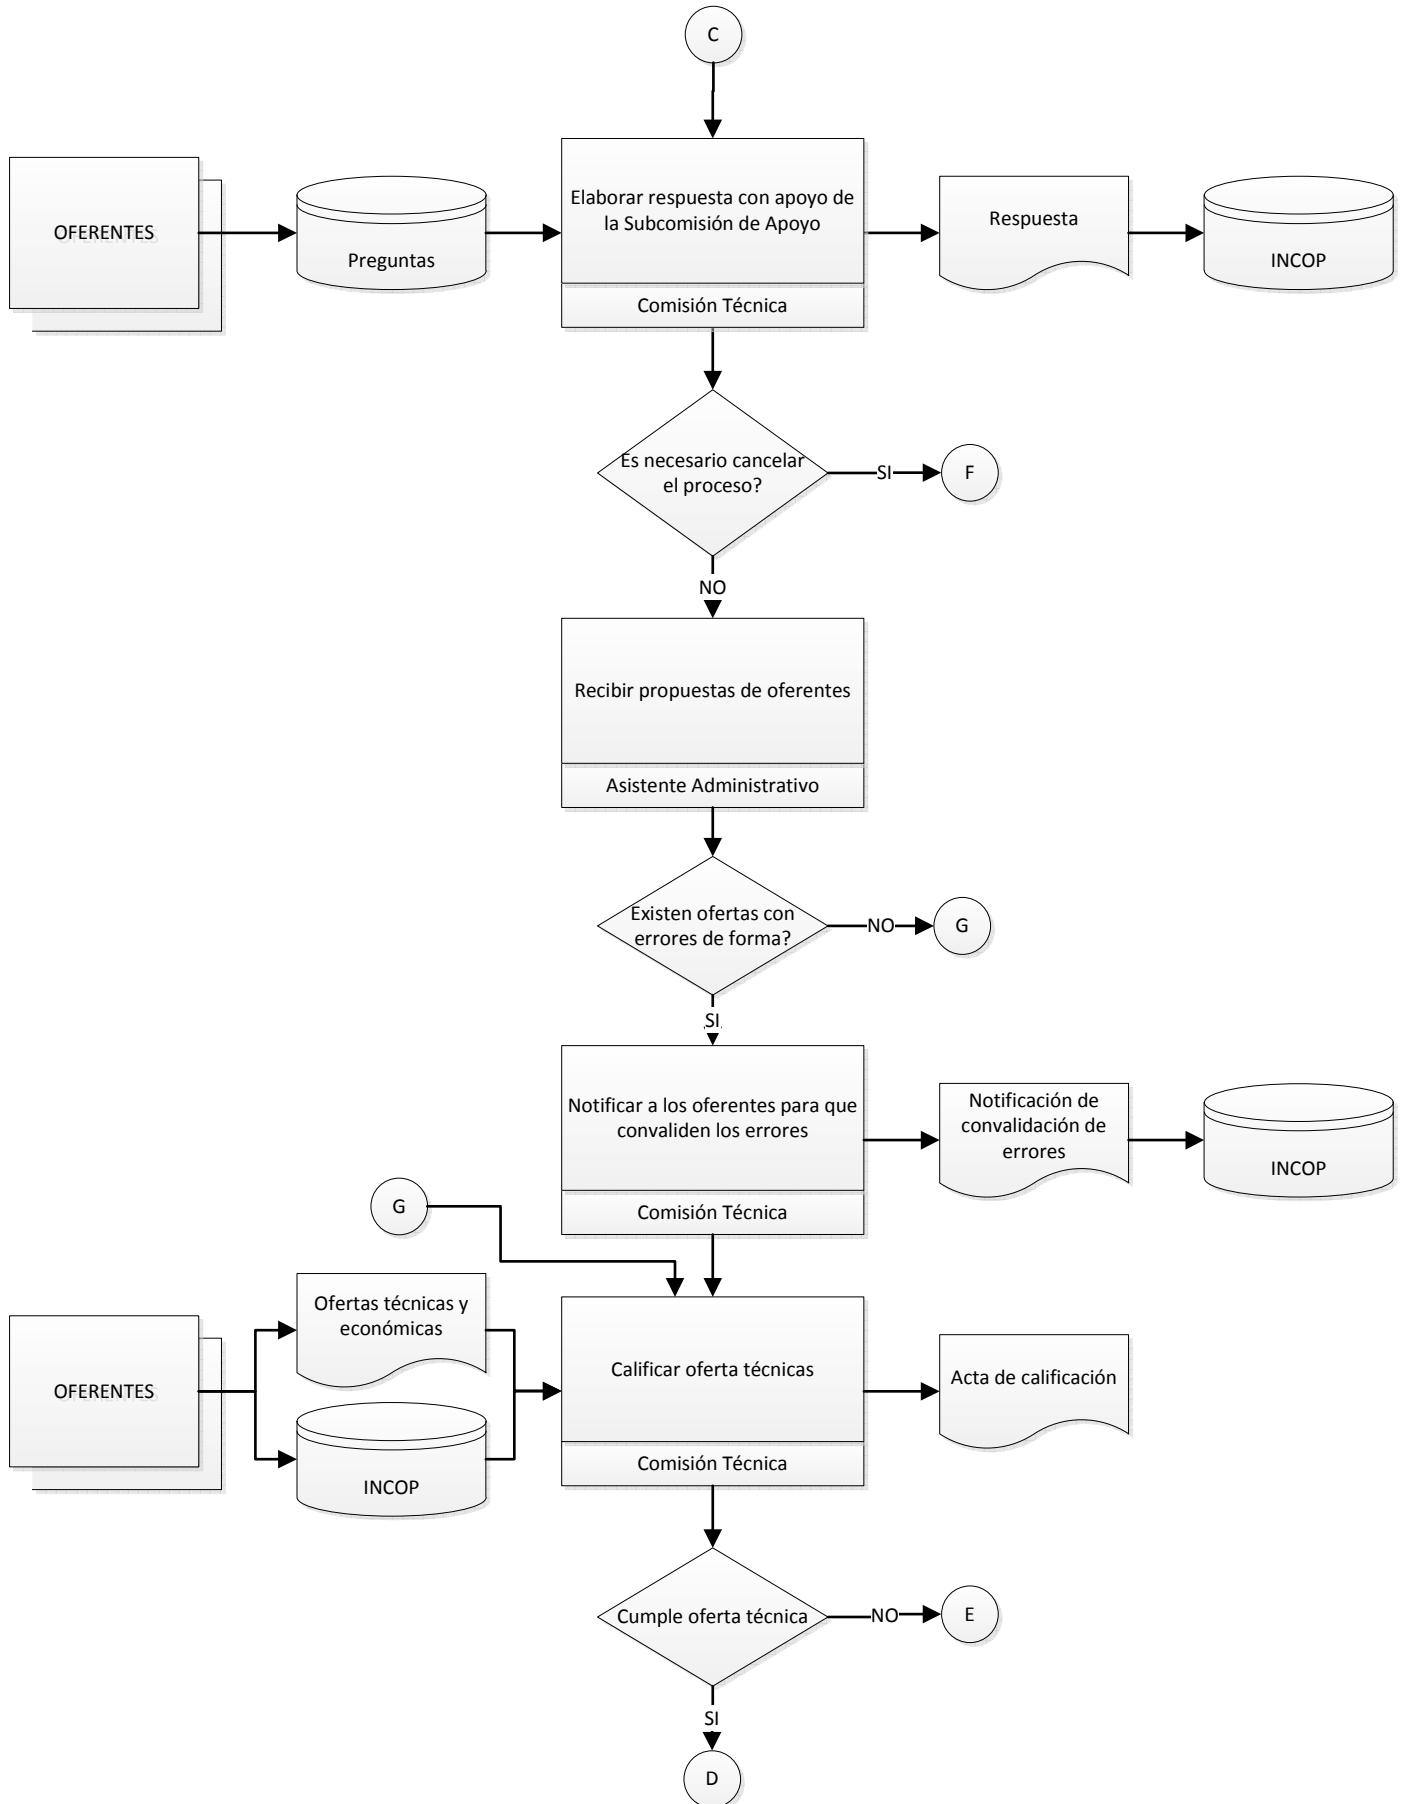 C
OFERENTES
Preguntas
Elaborar respuesta con apoyo de
la Subcomisión de Apoyo
Comisión Técnica
Respuesta
INCOP
Es necesario cancelar
el proceso?
SI
F
NO
Recibir propuestas de oferentes
Asistente Administrativo
Existen ofertas con
errores de forma?
NO
G
SI
Notificar a los oferentes para que
convaliden los errores
Comisión Técnica
Notificación de
convalidación de
errores
INCOP
G
OFERENTES
Ofertas técnicas y
económicas
INCOP
Calificar oferta técnicas
Comisión Técnica
Acta de calificación
Cumple oferta técnica
NO
E
SI
D